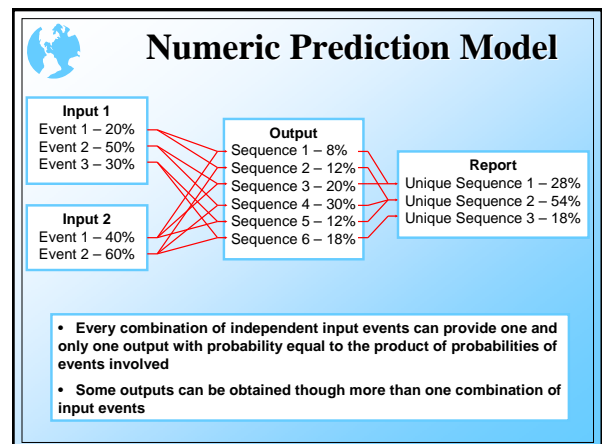 Numeric Prediction Model
Input 1
Event 1 – 20%
Event 2 – 50%
Event 3 – 30%
Input 2
Event 1 – 40%
Event 2 – 60%
Output
Sequence 1 – 8%
Sequence 2 – 12%
Sequence 3 – 20%
Sequence 4 – 30%
Sequence 5 – 12%
Sequence 6 – 18%
Report
Unique Sequence 1 – 28%
Unique Sequence 2 – 54%
Unique Sequence 3 – 18%
• Every combination of independent input events can provide one and
only one output with probability equal to the product of probabilities of
events involved
• Some outputs can be obtained though more than one combination of
input events